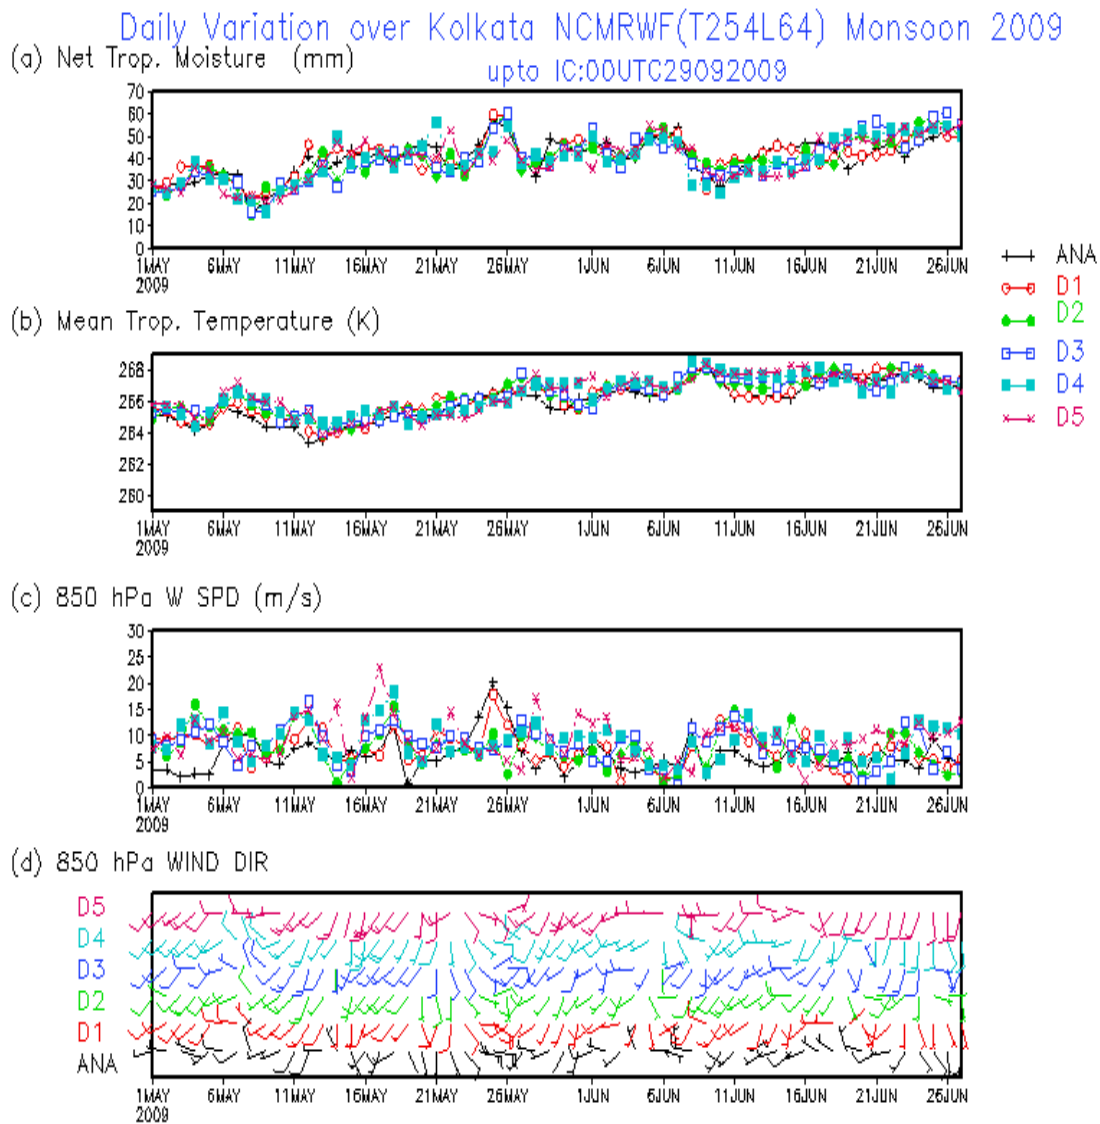 Daily Variation over Kolkata NCMRWF(T254L64) Monsoon 2009
(a) Net Trop. Moisture (mm)
upto IC:00UTC29092009
70
60
50
40
30
20
10
0
1MAY 6MAY 11MAY 16MAY 21MAY 26MAY 1JUN 6JUN 11JUN 16JUN 21JUN 26JUN
2009
ANA
D1
D2
D3
D4
D5
(b) Mean Trop. Temperature (K)
268
266
264
262
260
1MAY 6MAY 11MAY 16MAY 21MAY 26MAY 1JUN 6JUN 11JUN 16JUN 21JUN 26JUN
2009
(c) 850 hPa W SPD (m/s)
30
25
20
15
10
5
0
1MAY 6MAY 11MAY 16MAY 21MAY 26MAY 1JUN 6JUN 11JUN 16JUN 21JUN 26JUN
2009
(d) 850 hPa WIND DIR
D5
D4
D3
D2
D1
ANA
1MAY 6MAY 11MAY 16MAY 21MAY 26MAY 1JUN 6JUN 11JUN 16JUN 21JUN 26JUN
2009